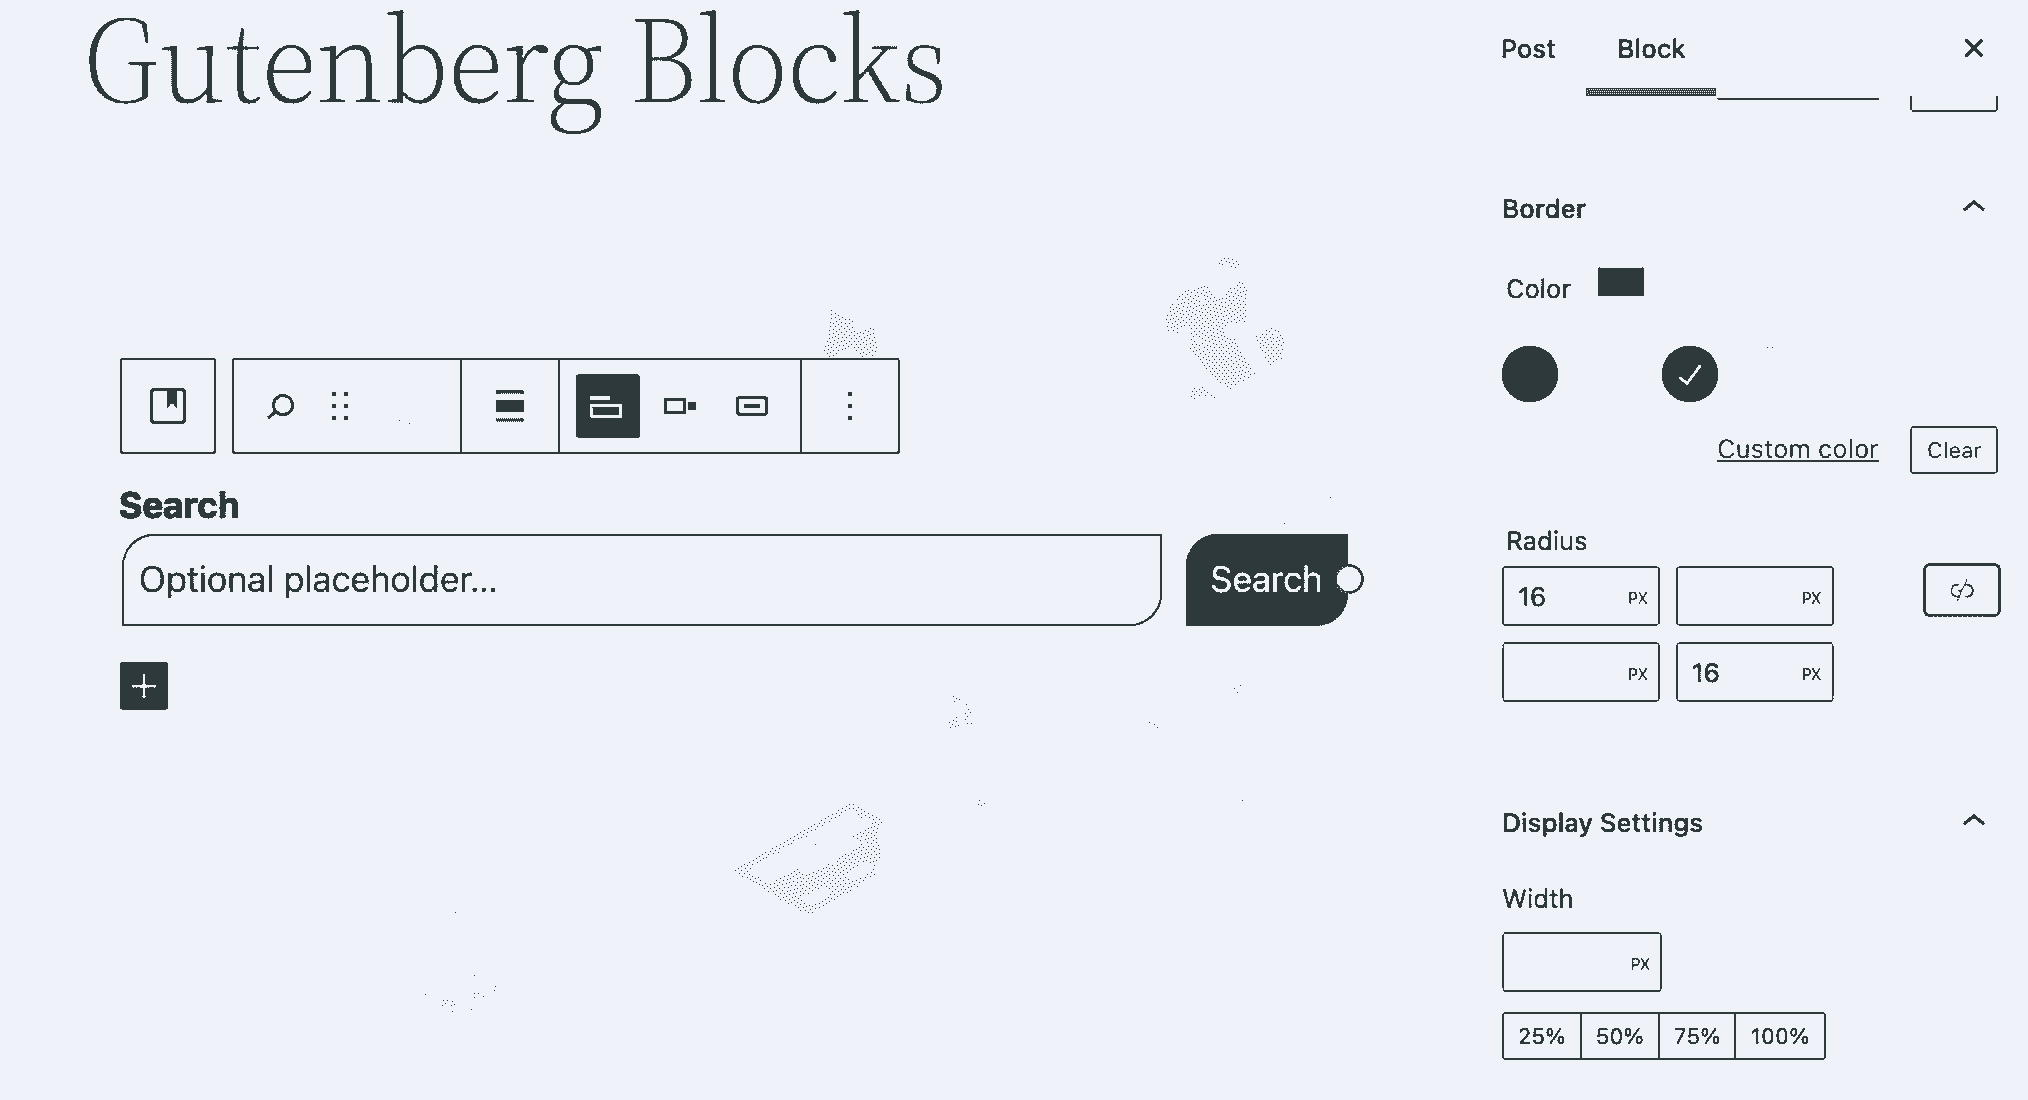 Gutenberg Blocks
Search
Optional placeholder...
Search
Post Block
Border
Color
Custom color Clear
Radius
16 PX PX
PX 16 PX
Display Settings
Width
PX
25% 50% 75% 100%